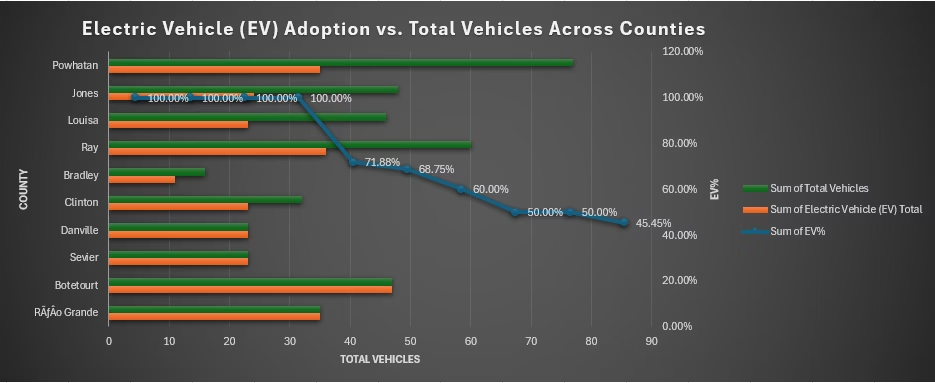 Electric Vehicle (EV) Adoption vs. Total Vehicles Across Counties
120.00%
100.00%
80.00%
60.00%
40.00%
20.00%
0.00%
EV%
COUNTY
Powhatan
Jones
Louisa
Ray
Bradley
Clinton
Danville
Sevier
Botetourt
RÃƒÂ­o Grande
100.00% 100.00% 100.00% 100.00%
71.88%
68.75%
60.00%
50.00% 50.00%
45.45%
0 10 20 30 40 50 60 70 80 90
TOTAL VEHICLES
Sum of Total Vehicles
Sum of Electric Vehicle (EV) Total
Sum of EV%